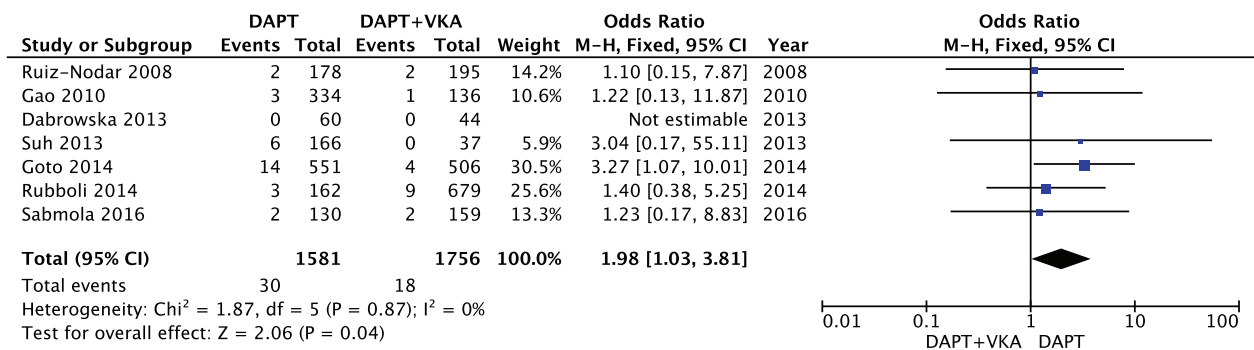 DAPT DAPT+VKA Odds Ratio Odds Ratio
Study or Subgroup Events Total Events Total Weight M-H, Fixed, 95% CI Year M-H, Fixed, 95% CI
Ruiz-Nodar 2008 2 178 2 195 14.2% 1.10 [0.15, 7.87] 2008
Gao 2010 3 334 1 136 10.6% 1.22 [0.13, 11.87] 2010
Dabrowska 2013 0 60 0 44 Not estimable 2013
Suh 2013 6 166 0 37 5.9% 3.04 [0.17, 55.11] 2013
Goto 2014 14 551 4 506 30.5% 3.27 [1.07, 10.01] 2014
Rubboli 2014 3 162 9 679 25.6% 1.40 [0.38, 5.25] 2014
Sabmola 2016 2 130 2 159 13.3% 1.23 [0.17, 8.83] 2016
Total (95% CI) 1581 1756 100.0% 1.98 [1.03, 3.81]
Total events 30 18
Heterogeneity: Chi² = 1.87, df = 5 (P = 0.87); I² = 0%
Test for overall effect: Z = 2.06 (P = 0.04)
0.01 0.1 1 10 100
DAPT+VKA DAPT